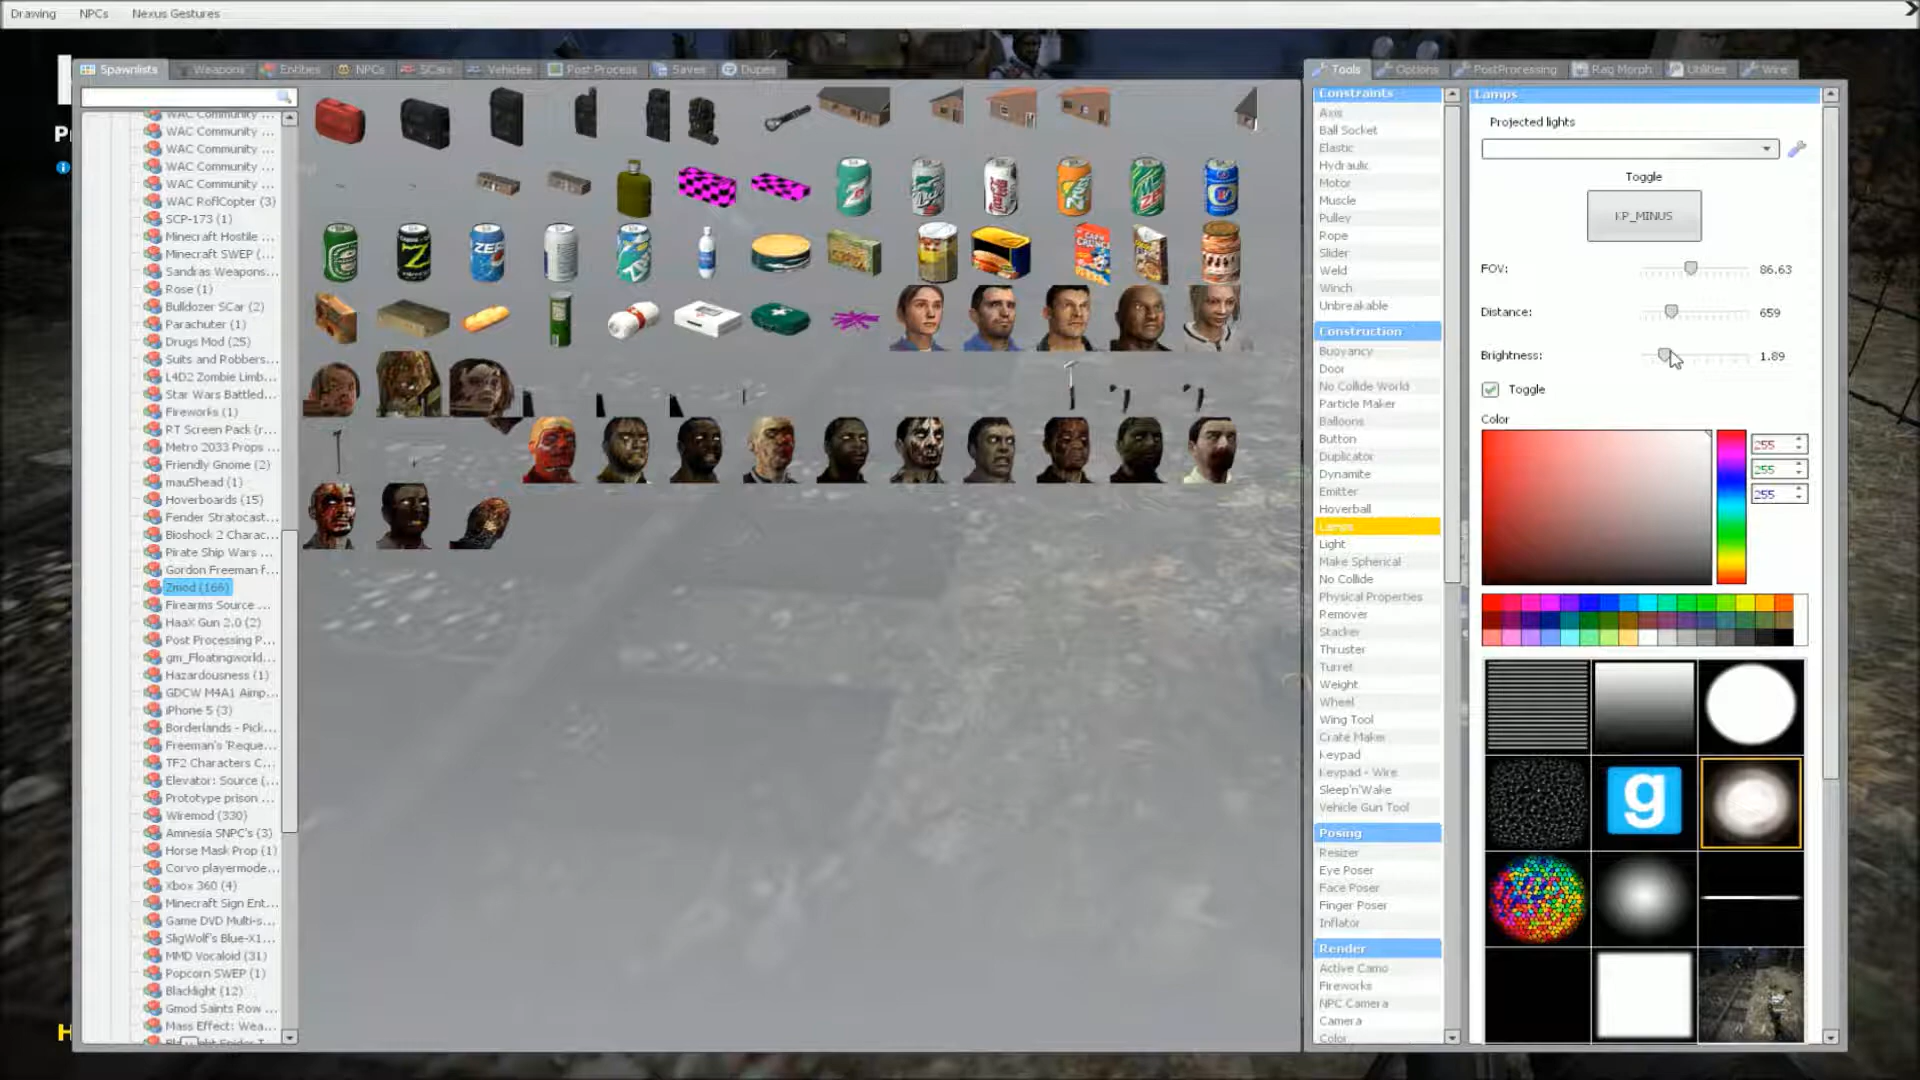 Drawing NPCs Nexus Gestures
Spawnlists Weapons Entities NPCs SCars Vehicles Post Process Saves Dupes
WAC Community ...
WAC Community ...
WAC Community ...
WAC Community ...
WAC Community ...
WAC RoflCopter (3)
SCP-173 (1)
Minecraft Hostile ...
Minecraft SWEP (...
Sandras Weapons...
Rose (1)
Bulldozer SCar (2)
Parachuter (1)
Drugs Mod (25)
Suits and Robbers...
L4D2 Zombie Limb...
Star Wars Battled...
Fireworks (1)
RT Screen Pack (r...
Metro 2033 Props ...
Friendly Gnome (2)
mau5head (1)
Hoverboards (15)
Fender Stratocast...
Bioshock 2 Charac...
Pirate Ship Wars ...
Gordon Freeman f...
Zmod (166)
Firearms Source ...
HaaX Gun 2.0 (2)
Post Processing P...
gm_Floatingworld...
Hazardousness (1)
GDCW M4A1 Aimp...
iPhone 5 (3)
Borderlands - Pick...
Freeman's 'Reque...
TF2 Characters C...
Elevator: Source (...
Prototype prison ...
Wiremod (330)
Amnesia SNPC's (3)
Horse Mask Prop (1)
Corvo playermode...
Xbox 360 (4)
Minecraft Sign Ent...
Game DVD Multi-s...
SligWolf's Blue-X1...
MMD Vocaloid (31)
Popcorn SWEP (1)
Blacklight (12)
Gmod Saints Row ...
Mass Effect: Wea...
Tools Options PostProcessing Rag Morph Utilities Wire
Constraints
Axis
Ball Socket
Elastic
Hydraulic
Motor
Muscle
Pulley
Rope
Slider
Weld
Winch
Unbreakable
Construction
Buoyancy
Door
No Collide World
Particle Maker
Balloons
Button
Duplicator
Dynamite
Emitter
Hoverball
Lamps
Light
Make Spherical
No Collide
Physical Properties
Remover
Stacker
Thruster
Turret
Weight
Wheel
Wing Tool
Crate Maker
Keypad
Keypad - Wire
Sleep'n'Wake
Vehicle Gun Tool
Posing
Resizer
Eye Poser
Face Poser
Finger Poser
Inflator
Render
Active Camo
Fireworks
NPC Camera
Camera
Color
Lamps
Projected lights
Toggle
KP_MINUS
FOV: 86.63
Distance: 659
Brightness: 1.89
Toggle
Color
255
255
255
g